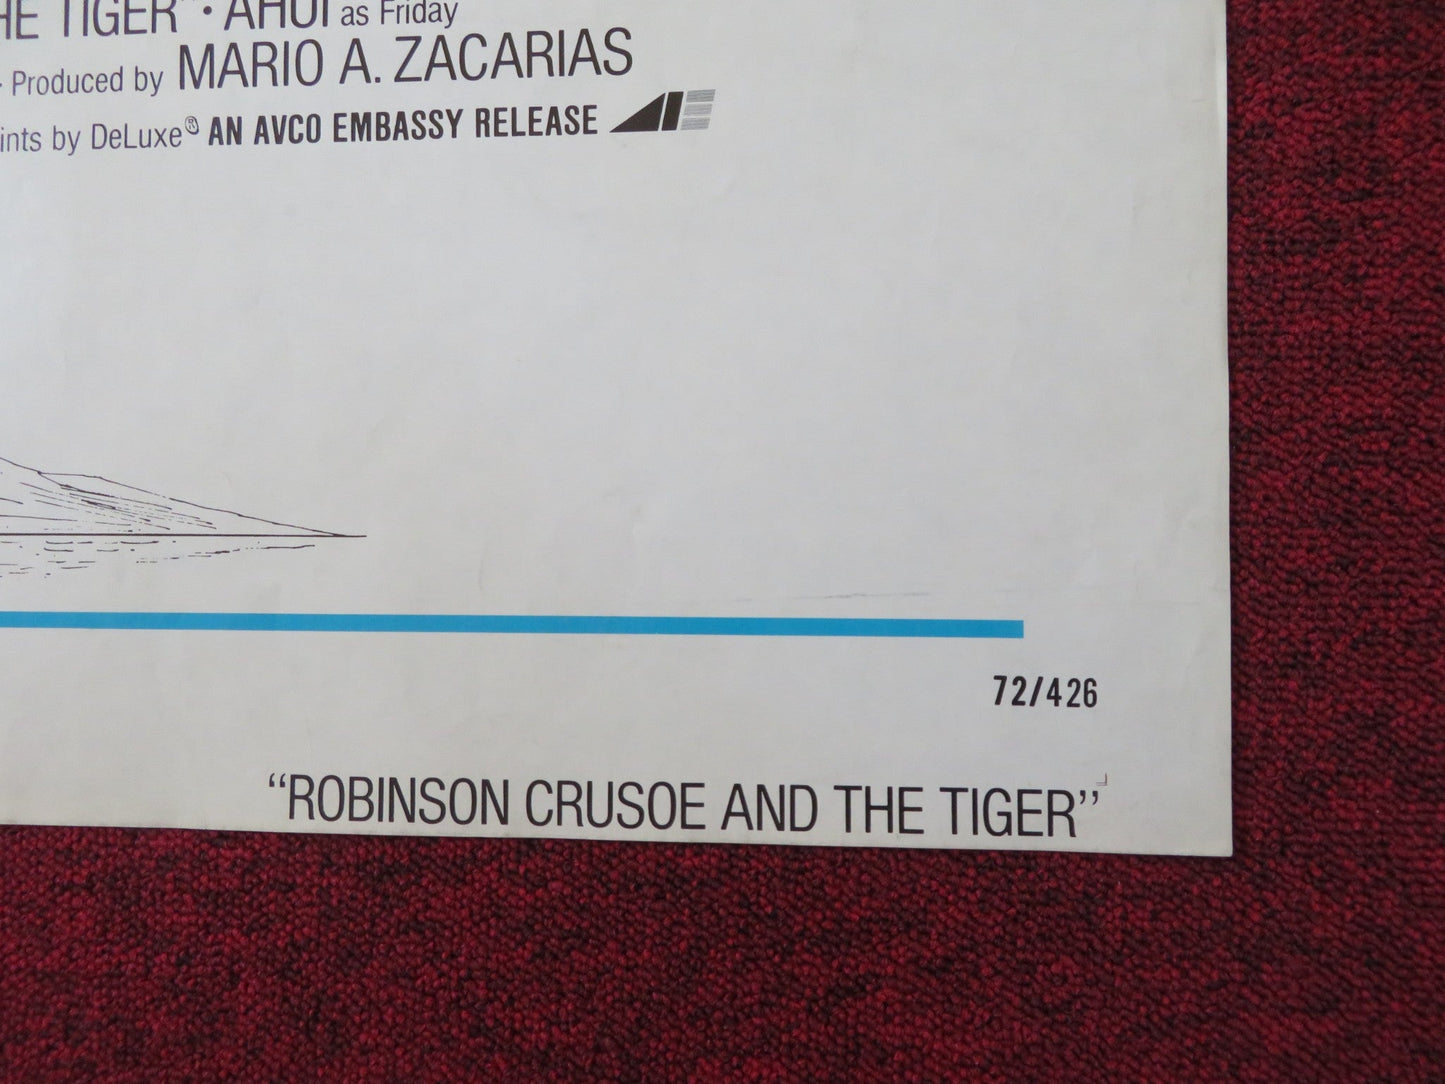 HE TIGER" · AHUI as Friday
· Produced by MARIO A. ZACARIAS
ints by DeLuxe® AN AVCO EMBASSY RELEASE
72/426
"ROBINSON CRUSOE AND THE TIGER"